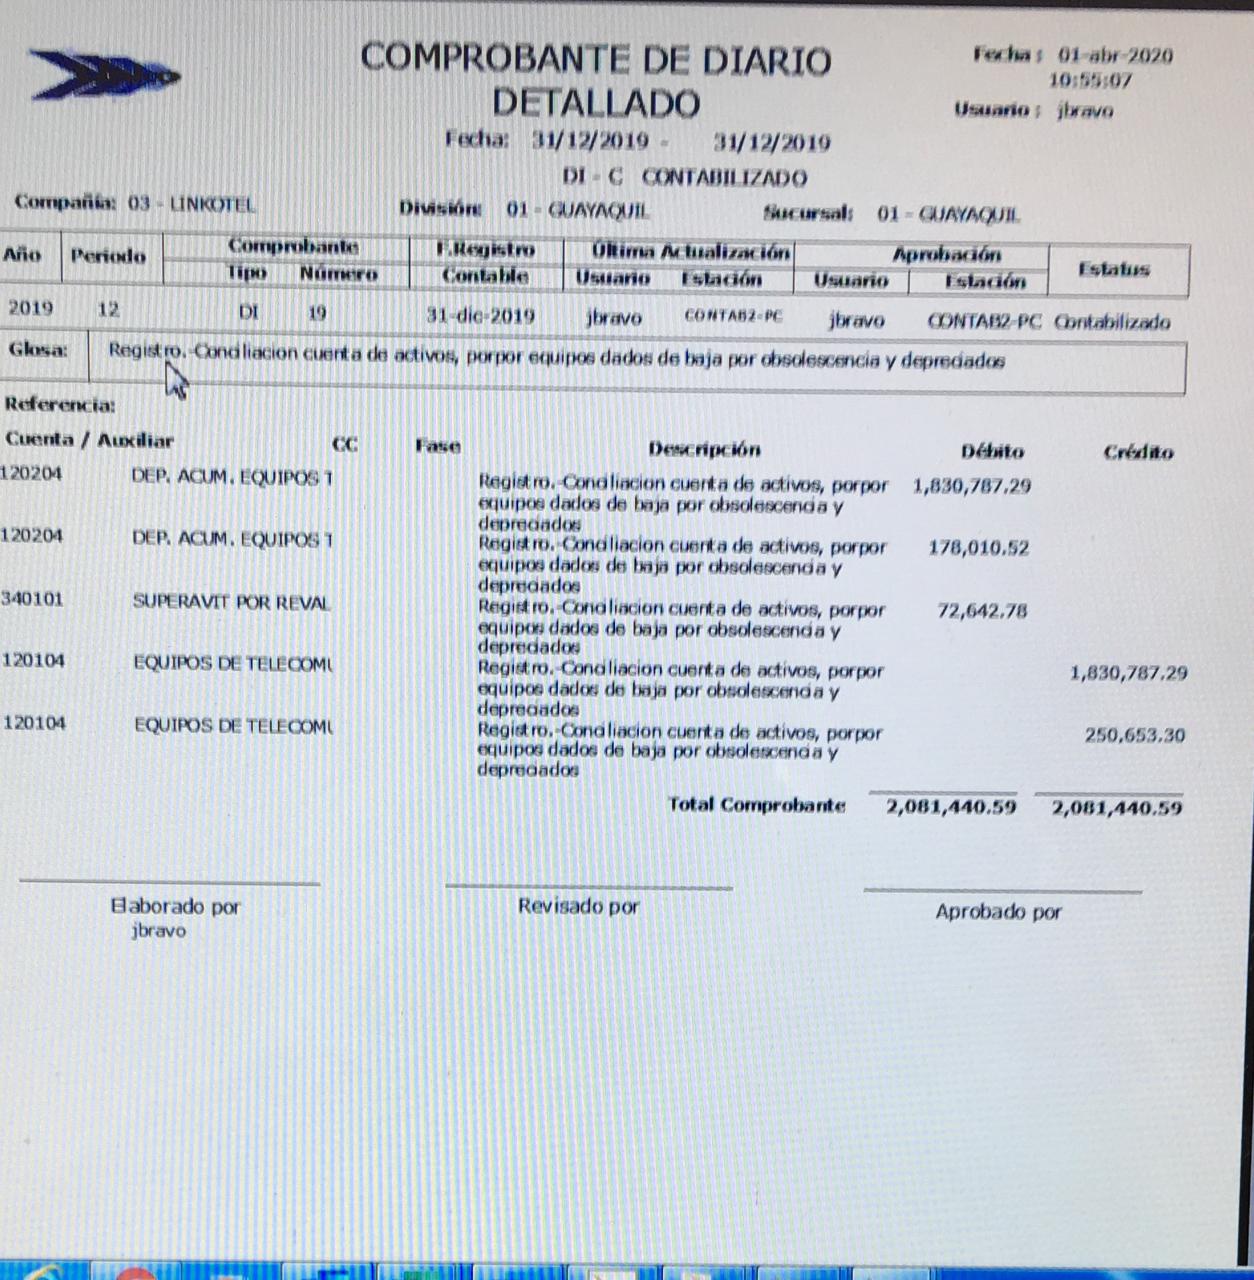 COMPROBANTE DE DIARIO
DETALLADO
Fecha: 31/12/2019 - 31/12/2019
DI - C CONTABILIZADO
Fecha : 01-abr-2020
10:55:07
Usuario : jbravo
Compañia: 03 - LINKOTEL División: 01 - GUAYAQUIL Sucursal: 01 - GUAYAQUIL
Año Periodo Comprobante F.Registro Última Actualización Aprobación Estatus
Tipo Número Contable Usuario Estación Usuario Estación
2019 12 DI 19 31-dic-2019 jbravo CONTAB2-PC jbravo CONTAB2-PC Contabilizado
Glosa: Registro.-Conciliacion cuenta de activos, porpor equipos dados de baja por obsolescencia y depreciados
Referencia:
Cuenta / Auxiliar CC Fase Descripción Débito Crédito
120204 DEP. ACUM. EQUIPOS T Registro.-Conciliacion cuenta de activos, porpor 1,830,787.29
equipos dados de baja por obsolescencia y
depreciados
120204 DEP. ACUM. EQUIPOS T Registro.-Conciliacion cuenta de activos, porpor 178,010.52
equipos dados de baja por obsolescencia y
depreciados
340101 SUPERAVIT POR REVAL Registro.-Conciliacion cuenta de activos, porpor 72,642.78
equipos dados de baja por obsolescencia y
depreciados
120104 EQUIPOS DE TELECOMU Registro.-Conciliacion cuenta de activos, porpor 1,830,787.29
equipos dados de baja por obsolescencia y
depreciados
120104 EQUIPOS DE TELECOMU Registro.-Conciliacion cuenta de activos, porpor 250,653.30
equipos dados de baja por obsolescencia y
depreciados
Total Comprobante 2,081,440.59 2,081,440.59
Elaborado por Revisado por Aprobado por
jbravo